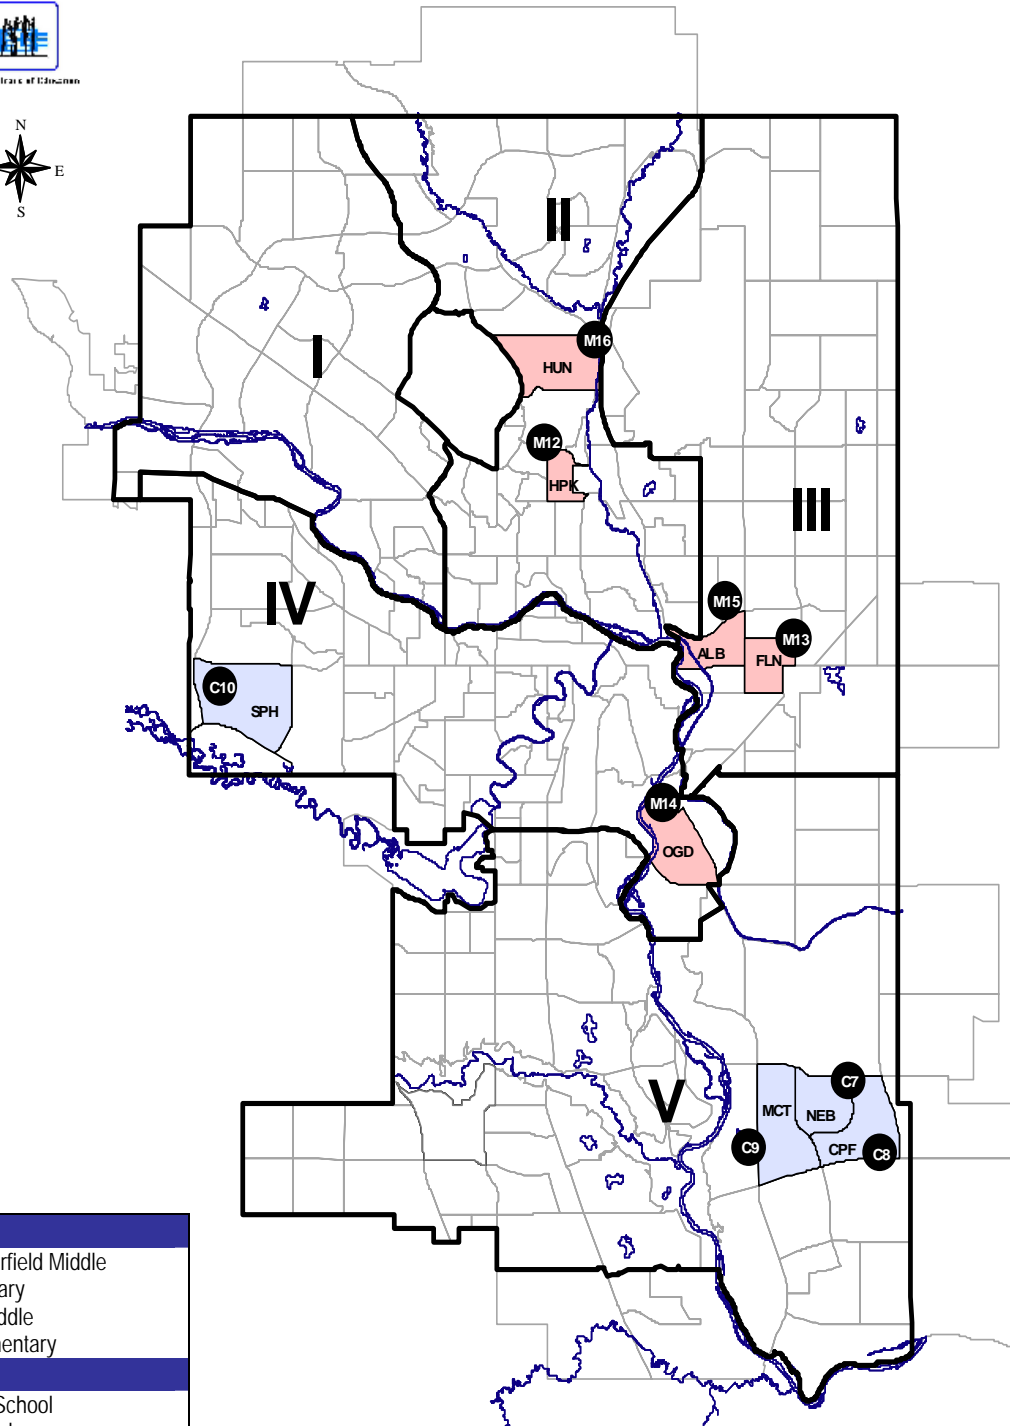 N
E
S
II
M16
HUN
I
M12
HPK
III
IV
M15
M13
ALB
FLN
C10
SPH
M14
OGD
C7
V
MCT
NEB
C9
CPF
C8
rfield Middle
ary
ddle
nentary
School